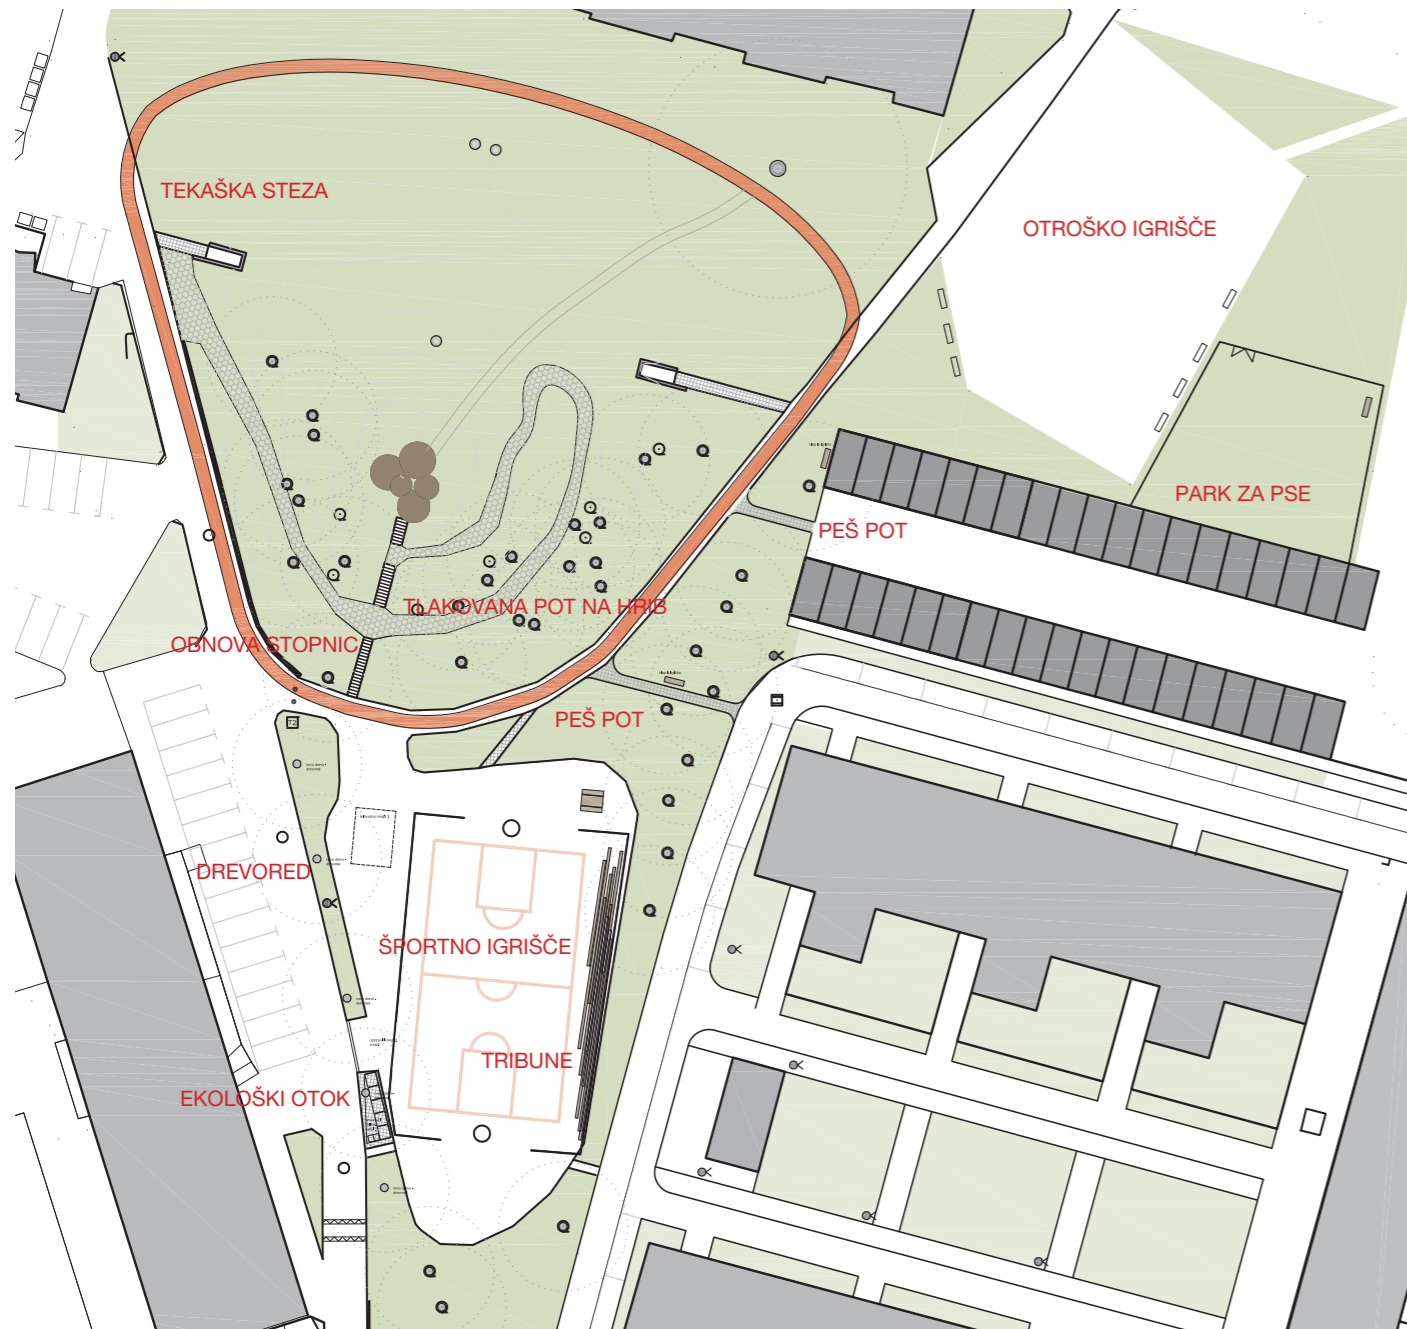 TEKAŠKA STEZA
OTROŠKO IGRIŠČE
PARK ZA PSE
PEŠ POT
TLAKOVANA POT NA HRIB
OBNOVA STOPNIC
PEŠ POT
DREVORED
ŠPORTNO IGRIŠČE
TRIBUNE
EKOLOŠKI OTOK